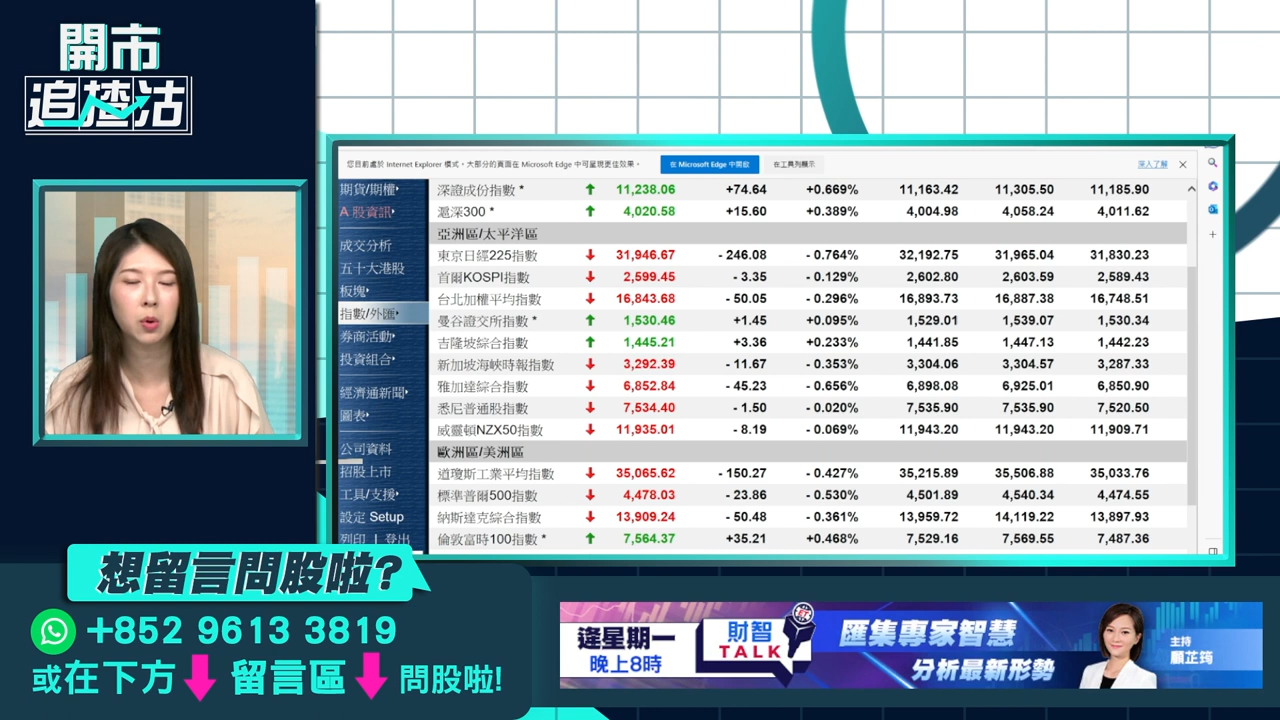 開市
追揸沽
您目前處於 Internet Explorer 模式。大部分的頁面在 Microsoft Edge 中可呈現更佳效果。 在 Microsoft Edge 中開啟 在工具列顯示 深入了解
期貨/期權
A 股資訊
成交分析
五十大港股
板塊
指數/外匯
券商活動
投資組合
經濟通新聞
圖表
公司資料
招股上市
工具/支援
設定 Setup
列印 | 登出
深證成份指數 * 11,238.06 +74.64 +0.669% 11,163.42 11,305.50 11,185.90
滬深300 * 4,020.58 +15.60 +0.389% 4,004.98 4,058.24 4,011.62
亞洲區/太平洋區
東京日經225指數 31,946.67 - 246.08 - 0.764% 32,192.75 31,965.04 31,830.23
首爾KOSPI指數 2,599.45 - 3.35 - 0.129% 2,602.80 2,603.59 2,589.43
台北加權平均指數 16,843.68 - 50.05 - 0.296% 16,893.73 16,887.38 16,748.51
曼谷證交所指數 * 1,530.46 +1.45 +0.095% 1,529.01 1,539.07 1,530.34
吉隆坡綜合指數 1,445.21 +3.36 +0.233% 1,441.85 1,447.13 1,442.23
新加坡海峽時報指數 3,292.39 - 11.67 - 0.353% 3,304.06 3,304.57 3,287.33
雅加達綜合指數 6,852.84 - 45.23 - 0.656% 6,898.08 6,925.01 6,850.90
悉尼普通股指數 7,534.40 - 1.50 - 0.020% 7,535.90 7,535.90 7,520.50
威靈頓NZX50指數 11,935.01 - 8.19 - 0.069% 11,943.20 11,943.20 11,909.71
歐洲區/美洲區
道瓊斯工業平均指數 35,065.62 - 150.27 - 0.427% 35,215.89 35,506.88 35,033.76
標準普爾500指數 4,478.03 - 23.86 - 0.530% 4,501.89 4,540.34 4,474.55
納斯達克綜合指數 13,909.24 - 50.48 - 0.361% 13,959.72 14,119.22 13,897.93
倫敦富時100指數 * 7,564.37 +35.21 +0.468% 7,529.16 7,569.55 7,487.36
想留言問股啦?
+852 9613 3819
或在下方 留言區 問股啦!
逢星期一
晚上8時
財智
TALK
匯集專家智慧
分析最新形勢
主持
顧芷筠